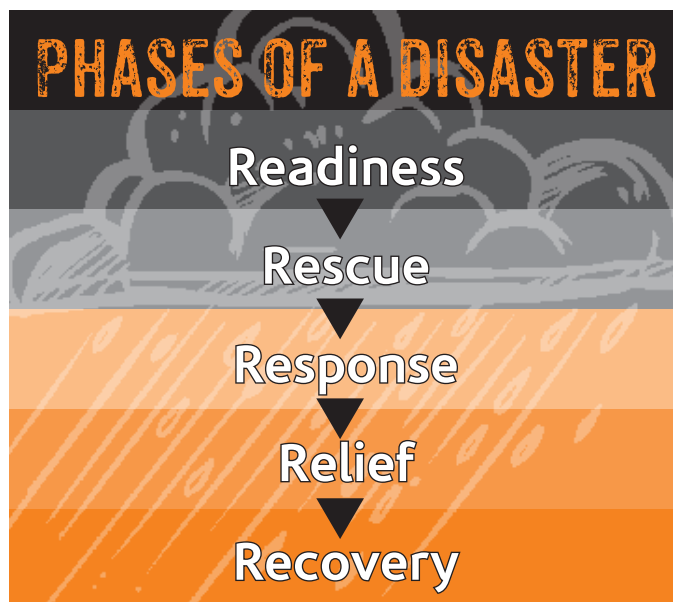 PHASES OF A DISASTER
Readiness
Rescue
Response
Relief
Recovery